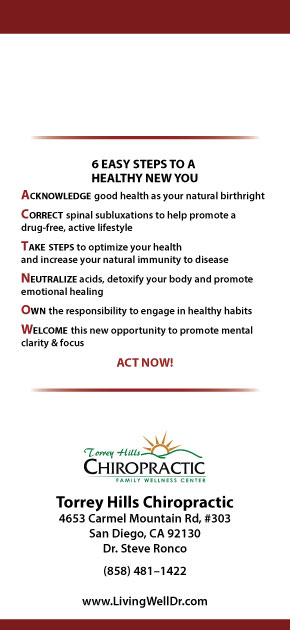 6 EASY STEPS TO A
HEALTHY NEW YOU
ACKNOWLEDGE good health as your natural birthright
CORRECT spinal subluxations to help promote a
drug-free, active lifestyle
TAKE STEPS to optimize your health
and increase your natural immunity to disease
NEUTRALIZE acids, detoxify your body and promote
emotional healing
OWN the responsibility to engage in healthy habits
WELCOME this new opportunity to promote mental
clarity & focus
ACT NOW!
Torrey Hills
CHIROPRACTIC
FAMILY WELLNESS CENTER
Torrey Hills Chiropractic
4653 Carmel Mountain Rd, #303
San Diego, CA 92130
Dr. Steve Ronco
(858) 481–1422
www.LivingWellDr.com